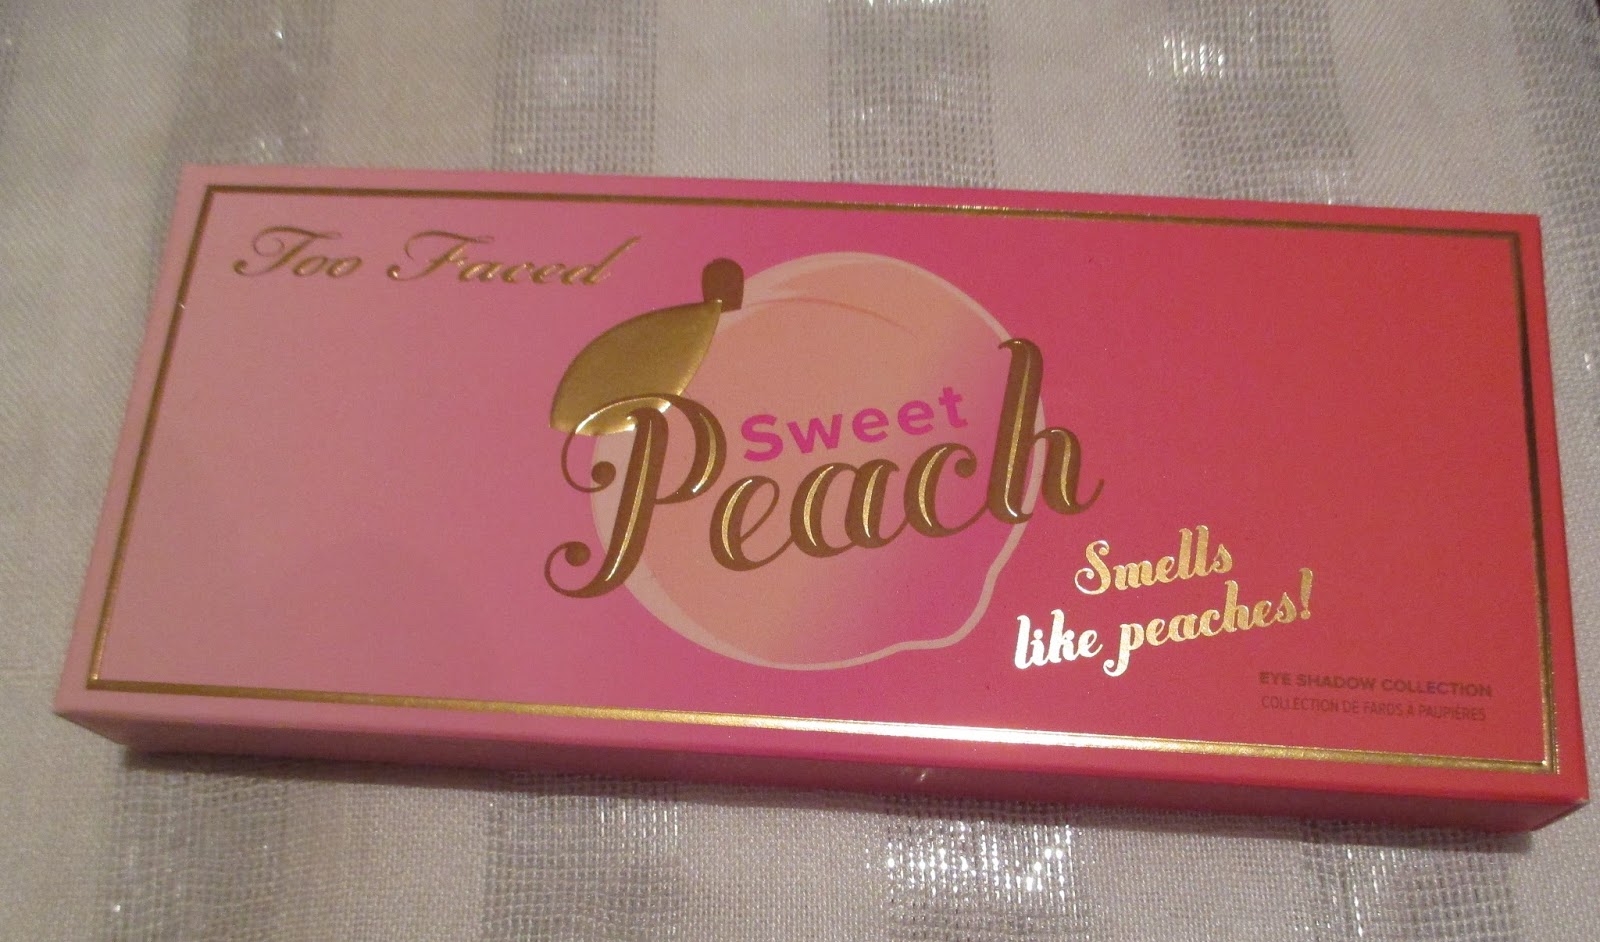 Too Faced
Sweet
Peach
Smells
like peaches!
EYE SHADOW COLLECTION
COLLECTION DE FARDS À PAUPIÈRES